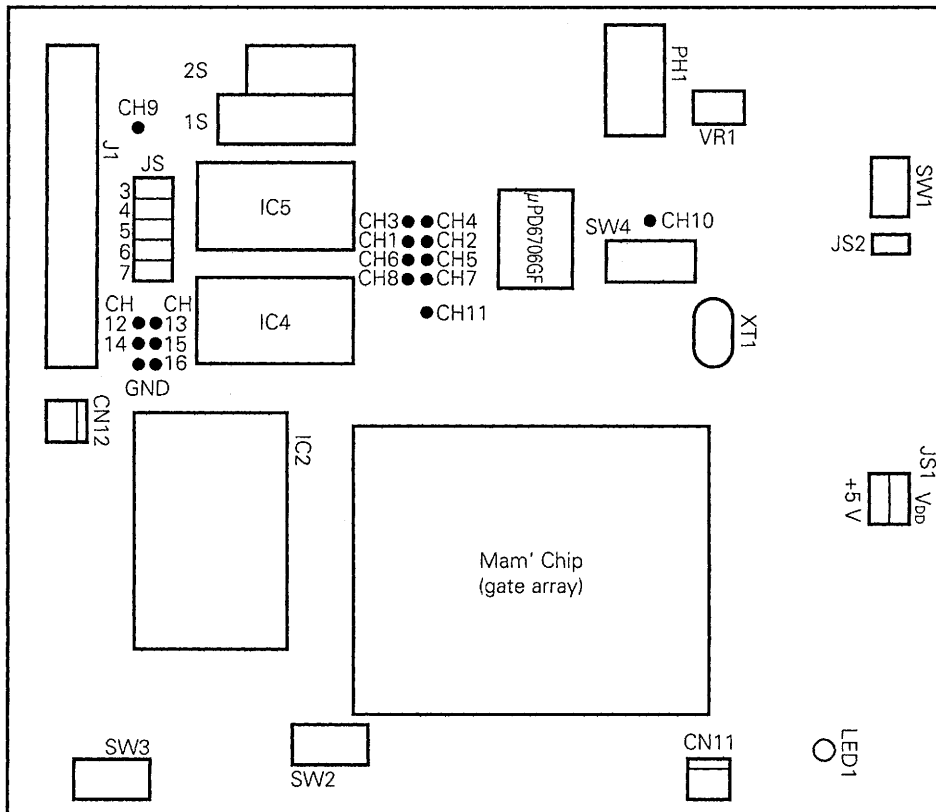 2S
PH1
CH9
1S
VR1
J1
JS
SW1
3
4
5
6
7
IC5
µPD6706GF
CH3 CH4
CH1 CH2
CH6 CH5
CH8 CH7
SW4
CH10
JS2
CH CH
12 13
14 15
16
GND
IC4
CH11
XT1
CN12
IC2
JS1
VDD
+5 V
Mam' Chip
(gate array)
SW3
SW2
CN11
LED1